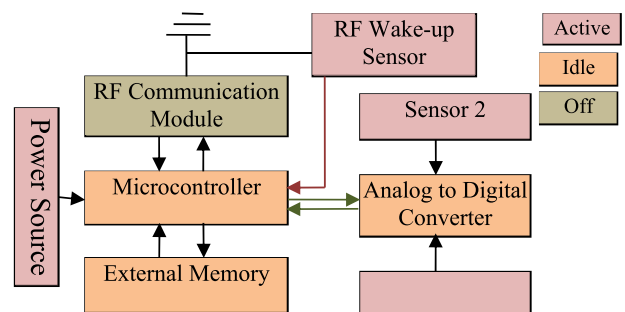 RF Wake-up
Sensor
Active
Idle
Off
RF Communication
Module
Sensor 2
Power Source
Microcontroller
Analog to Digital
Converter
External Memory